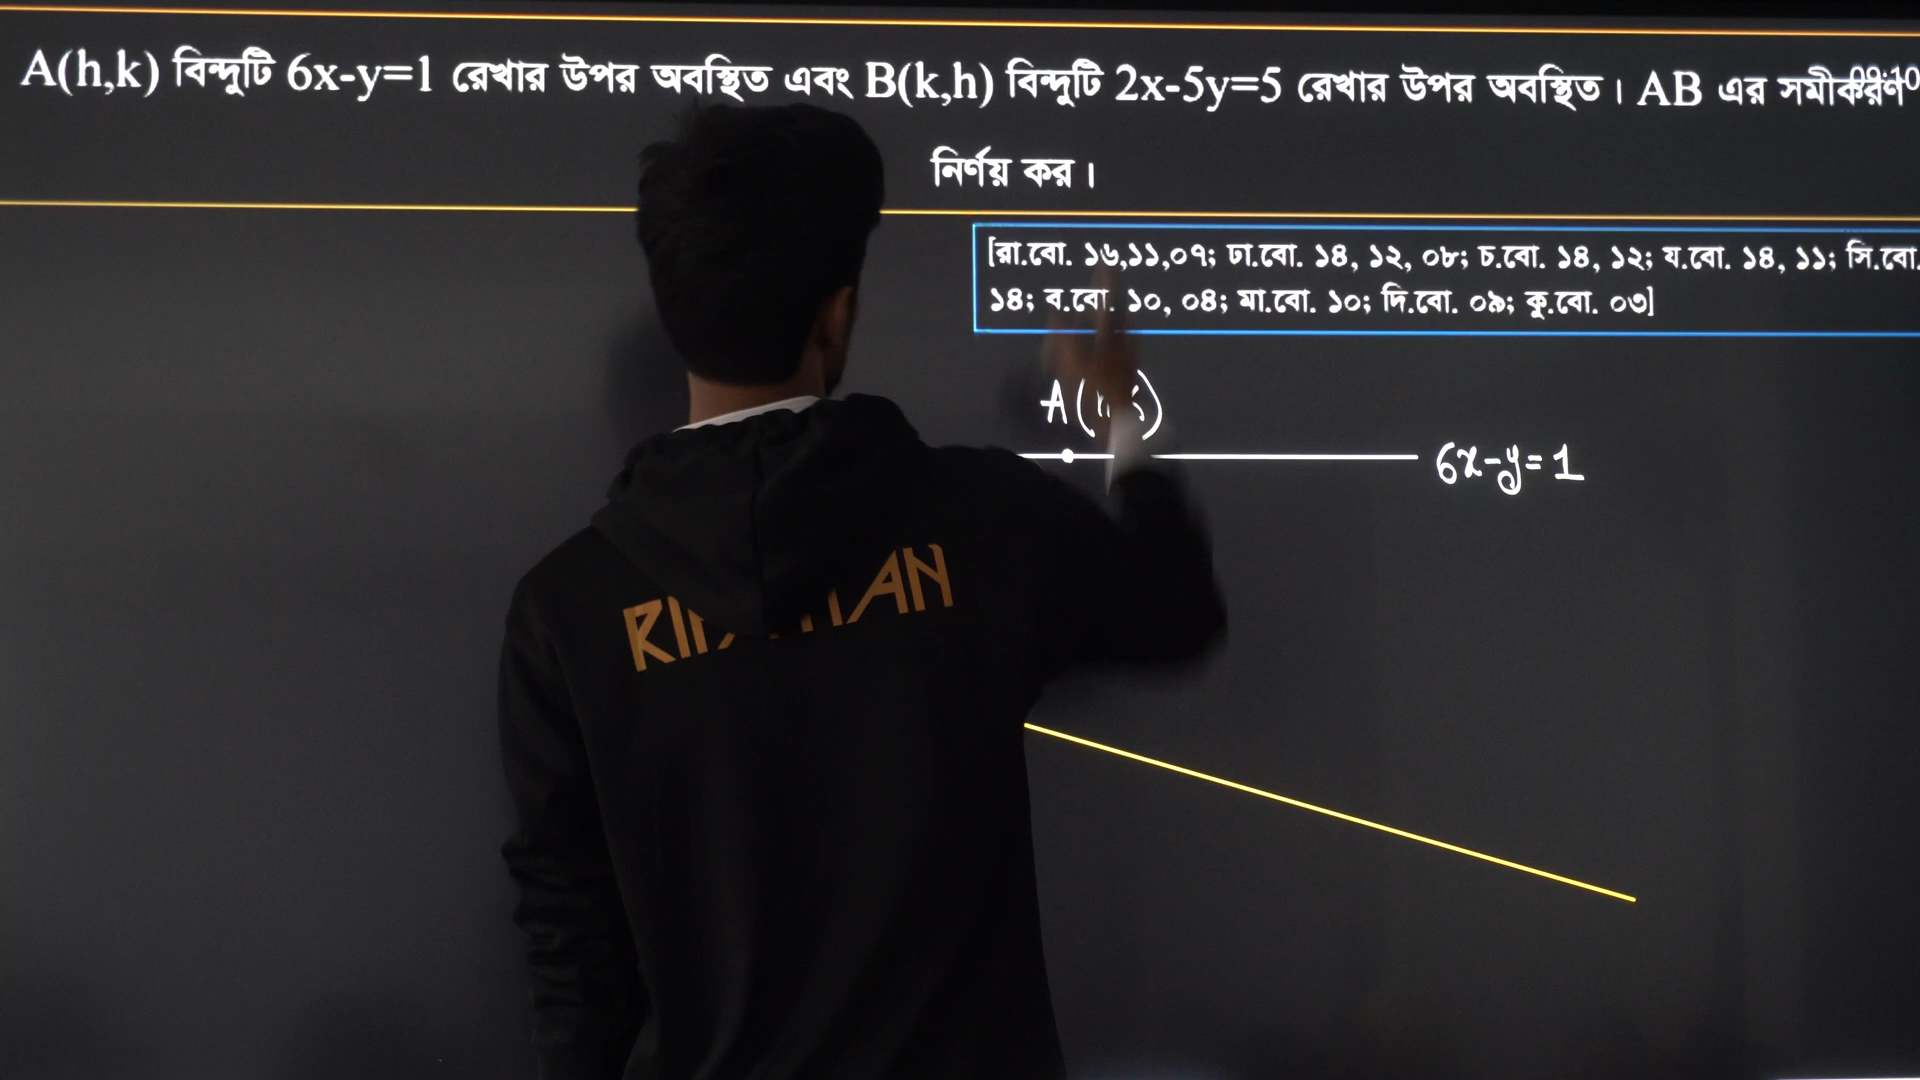 A(h,k) বিন্দুটি 6x-y=1 রেখার উপর অবস্থিত এবং B(k,h) বিন্দুটি 2x-5y=5 রেখার উপর অবস্থিত। AB এর সমীকরণ
নির্ণয় কর।
[রা.বো. ১৬,১১,০৭; ঢা.বো. ১৪, ১২, ০৮; চ.বো. ১৪, ১২; য.বো. ১৪, ১১; সি.বো.
১৪; ব.বো. ১০, ০৪; মা.বো. ১০; দি.বো. ০৯; কু.বো. ০৩]
6x-y=1